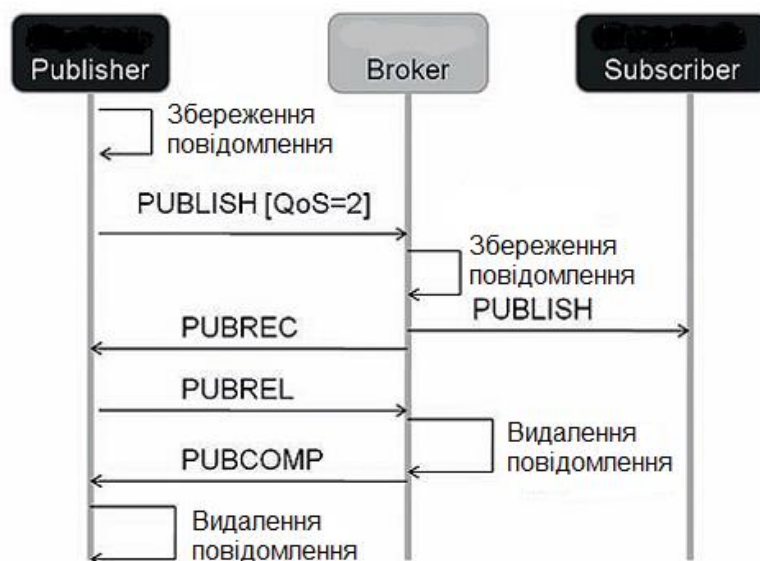 Publisher
Broker
Subscriber
Збереження
повідомлення
PUBLISH [QoS=2]
Збереження
повідомлення
PUBLISH
PUBREC
PUBREL
Видалення
повідомлення
PUBCOMP
Видалення
повідомлення